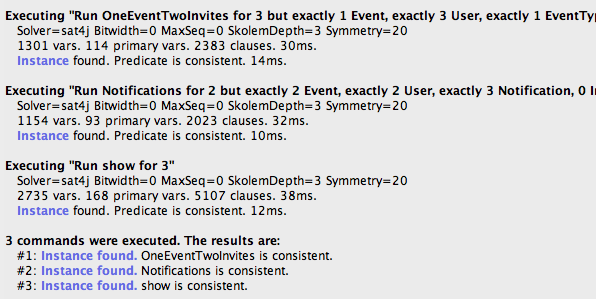 Executing "Run OneEventTwoInvites for 3 but exactly 1 Event, exactly 3 User, exactly 1
Solver=sat4j Bitwidth=0 MaxSeq=0 SkolemDepth=3 Symmetry=20
1301 vars. 114 primary vars. 2383 clauses. 30ms.
Instance found. Predicate is consistent. 14ms.
Executing "Run Notifications for 2 but exactly 2 Event, exactly 2 User, exactly 3 Notification, 0
Solver=sat4j Bitwidth=0 MaxSeq=0 SkolemDepth=3 Symmetry=20
1154 vars. 93 primary vars. 2023 clauses. 32ms.
Instance found. Predicate is consistent. 10ms.
Executing "Run show for 3"
Solver=sat4j Bitwidth=0 MaxSeq=0 SkolemDepth=3 Symmetry=20
2735 vars. 168 primary vars. 5107 clauses. 38ms.
Instance found. Predicate is consistent. 12ms.
3 commands were executed. The results are:
#1: Instance found. OneEventTwoInvites is consistent.
#2: Instance found. Notifications is consistent.
#3: Instance found. show is consistent.